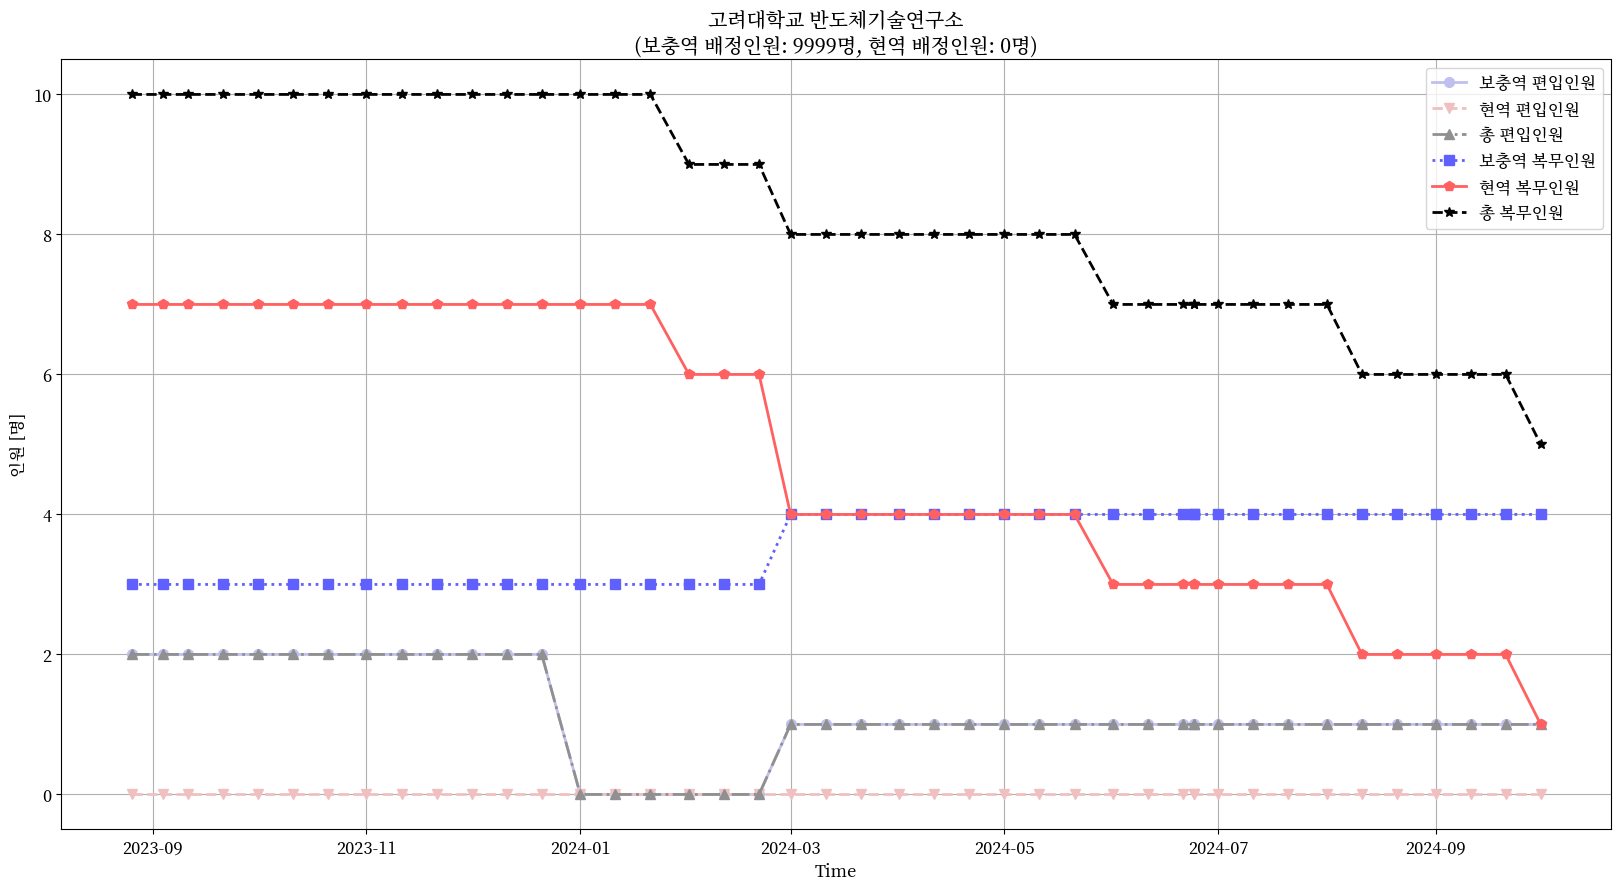 고려대학교 반도체기술연구소
(보충역 배정인원: 9999명, 현역 배정인원: 0명)
보충역 편입인원
현역 편입인원
총 편입인원
보충역 복무인원
현역 복무인원
총 복무인원
인원 [명]
10
8
6
4
2
0
2023-09
2023-11
2024-01
2024-03
2024-05
2024-07
2024-09
Time